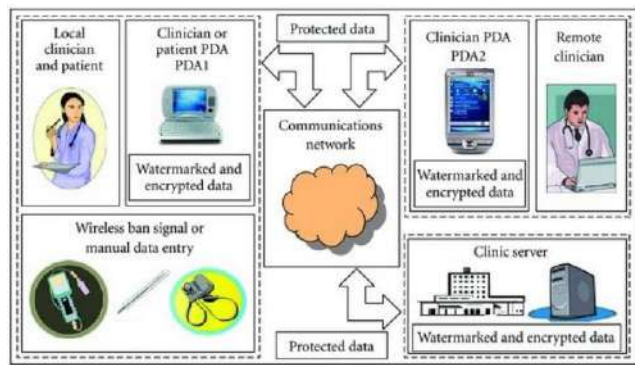 Local
clinician
and patient
Clinician or
patient PDA
PDA1
Watermarked and
encrypted data
Wireless ban signal or
manual data entry
Protected data
Communications
network
Protected data
Clinician PDA
PDA2
Watermarked and
encrypted data
Remote
clinician
Clinic server
Watermarked and encrypted data